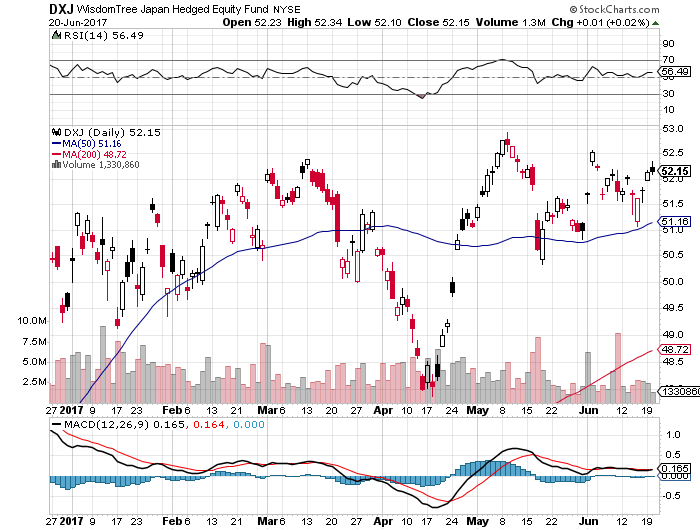 DXJ WisdomTree Japan Hedged Equity Fund NYSE © StockCharts.com
20-Jun-2017 Open 52.23 High 52.34 Low 52.10 Close 52.15 Volume 1.3M Chg +0.01 (+0.02%)
RSI(14) 56.49
90
70
56.49
50
30
10
DXJ (Daily) 52.15
MA(50) 51.16
MA(200) 48.72
Volume 1,330,860
53.0
52.5
52.15
52.0
51.5
51.16
51.0
50.5
50.0
49.5
49.0
48.72
48.5
1330860
10.0M
7.5M
5.0M
2.5M
27 2017 9 17 23 Feb 6 13 21 Mar 6 13 20 27 Apr 10 17 24 May 8 15 22 Jun 12 19
MACD(12,26,9) 0.165, 0.164, 0.000
1.0
0.5
0.165
0.000
-0.5
27 2017 9 17 23 Feb 6 13 21 Mar 6 13 20 27 Apr 10 17 24 May 8 15 22 Jun 12 19